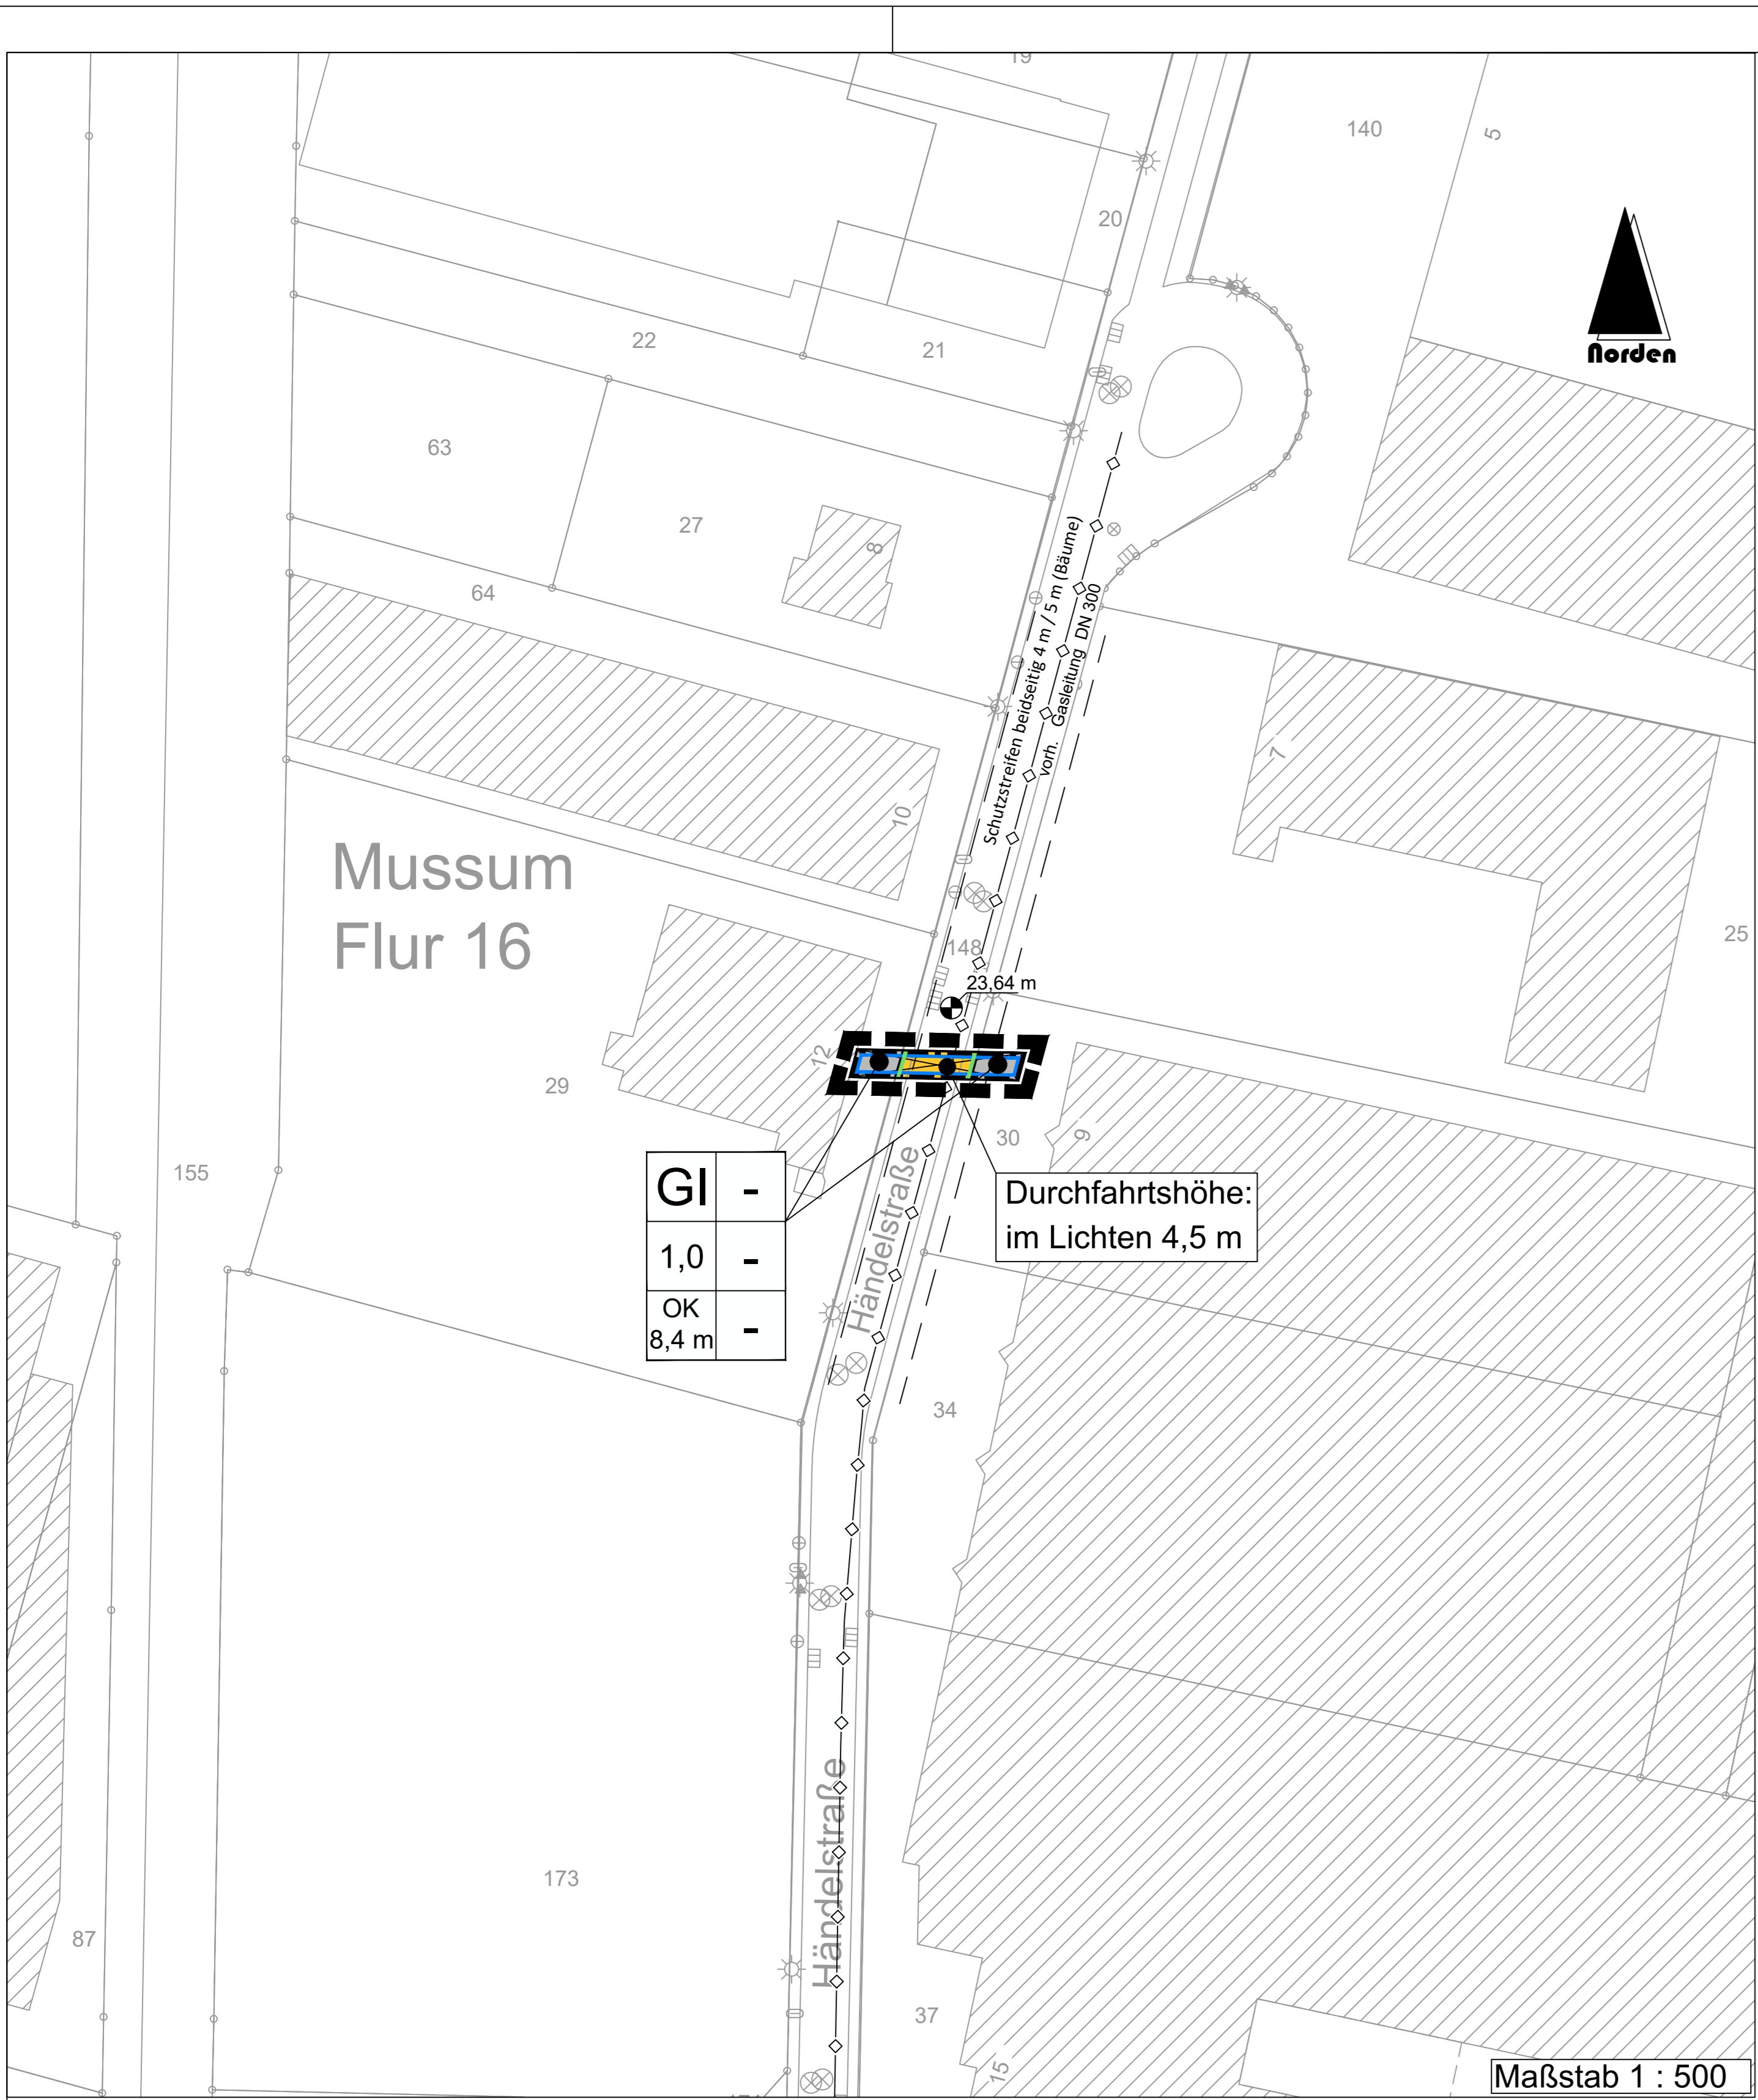 19
140
5
20
Norden
22
21
63
27
8
64
Schutzstreifen beidseitig 4 m / 5 m (Bäume)
vorh. Gasleitung DN 300
7
10
Mussum
Flur 16
25
148
23,64 m
12
29
30
9
155
GI -
1,0 -
OK
8,4 m -
Händelstraße
Durchfahrtshöhe:
im Lichten 4,5 m
34
173
Händelstraße
87
37
15
Maßstab 1 : 500